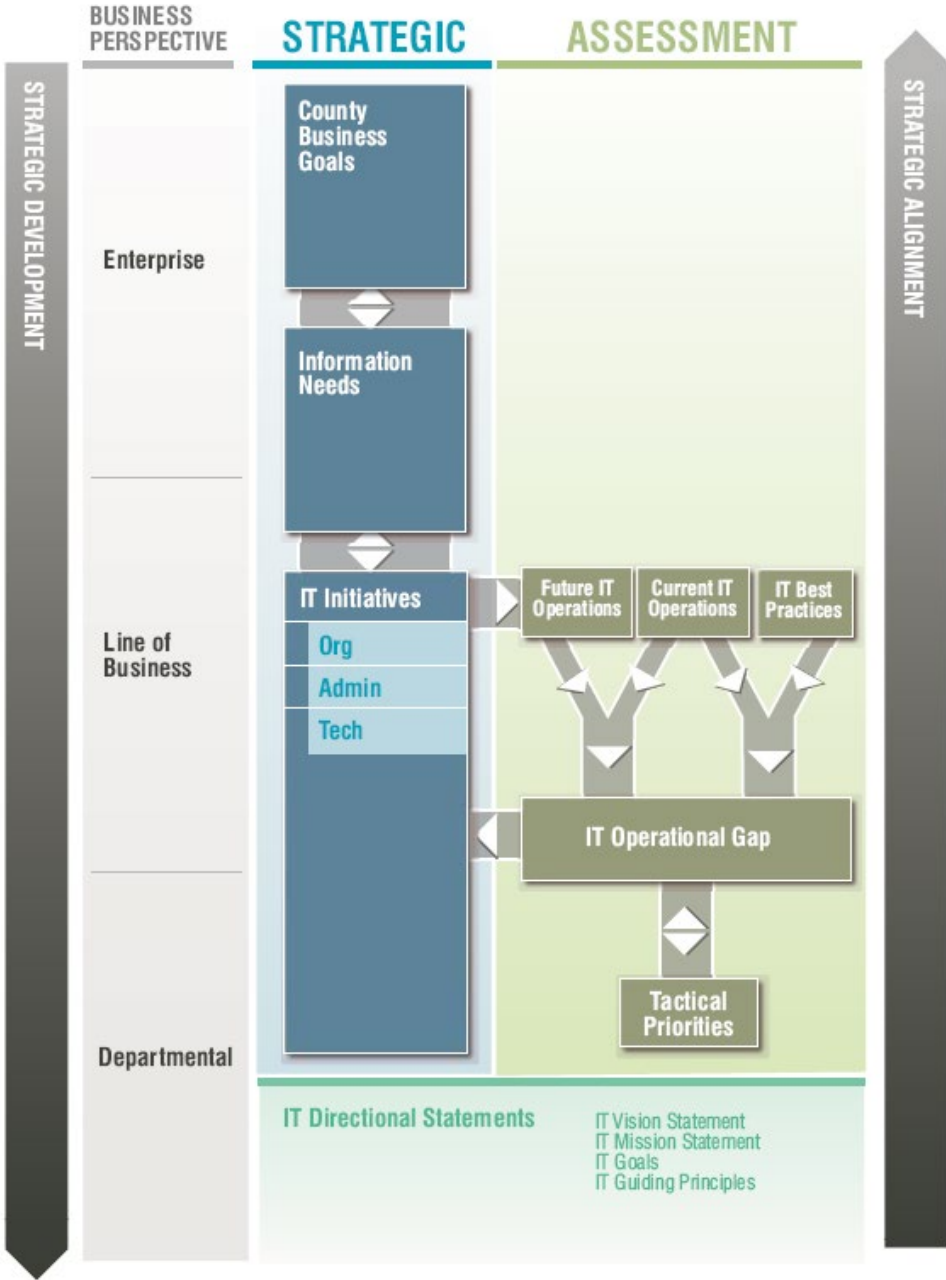 BUSINESS
PERSPECTIVE
STRATEGIC
ASSESSMENT
STRATEGIC DEVELOPMENT
STRATEGIC ALIGNMENT
County
Business
Goals
Enterprise
Information
Needs
IT Initiatives
Org
Admin
Tech
Future IT
Operations
Current IT
Operations
IT Best
Practices
Line of
Business
IT Operational Gap
Tactical
Priorities
Departmental
IT Directional Statements
IT Vision Statement
IT Mission Statement
IT Goals
IT Guiding Principles